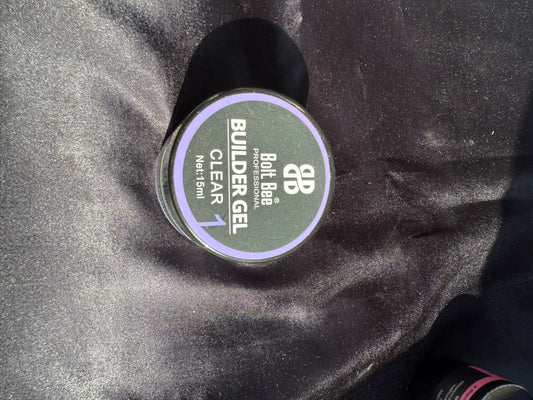 Bolt Bee®
PROFESSIONAL
BUILDER GEL
CLEAR
1
Net:15ml